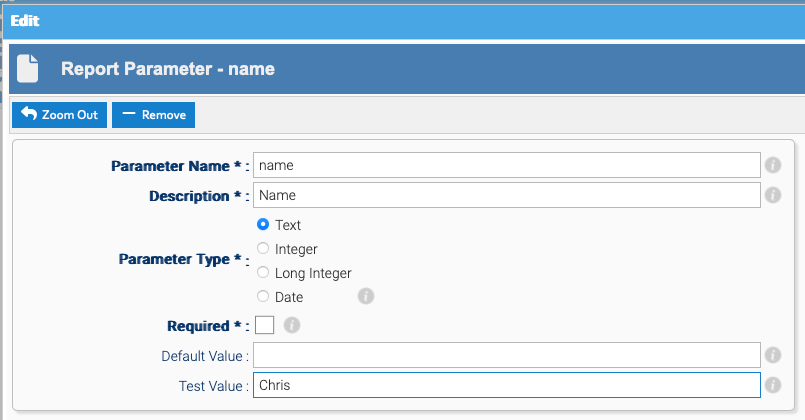 Edit
Report Parameter - name
Zoom Out Remove
Parameter Name * : name
Description * : Name
Text
Integer
Parameter Type * :
Long Integer
Date
Required * :
Default Value :
Test Value : Chris